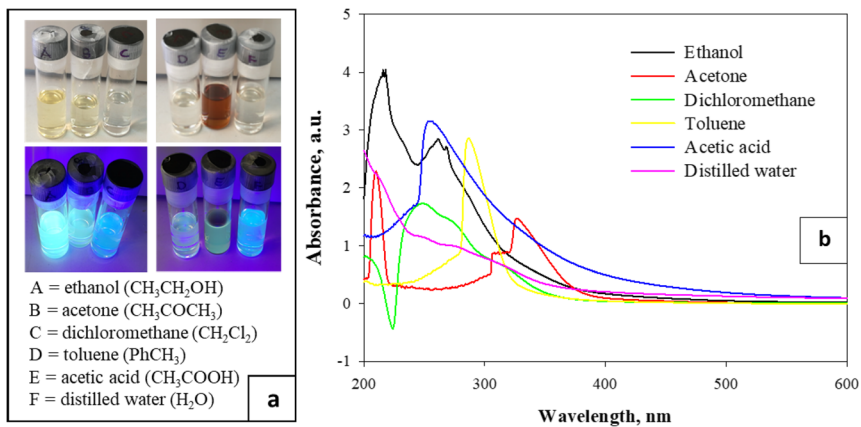 A B C
D E F
A = ethanol (CH3CH2OH)
B = acetone (CH3COCH3)
C = dichloromethane (CH2Cl2)
D = toluene (PhCH3)
E = acetic acid (CH3COOH)
F = distilled water (H2O)
a
5
4
3
2
1
0
-1
Absorbance, a.u.
200 300 400 500 600
Wavelength, nm
Ethanol
Acetone
Dichloromethane
Toluene
Acetic acid
Distilled water
b